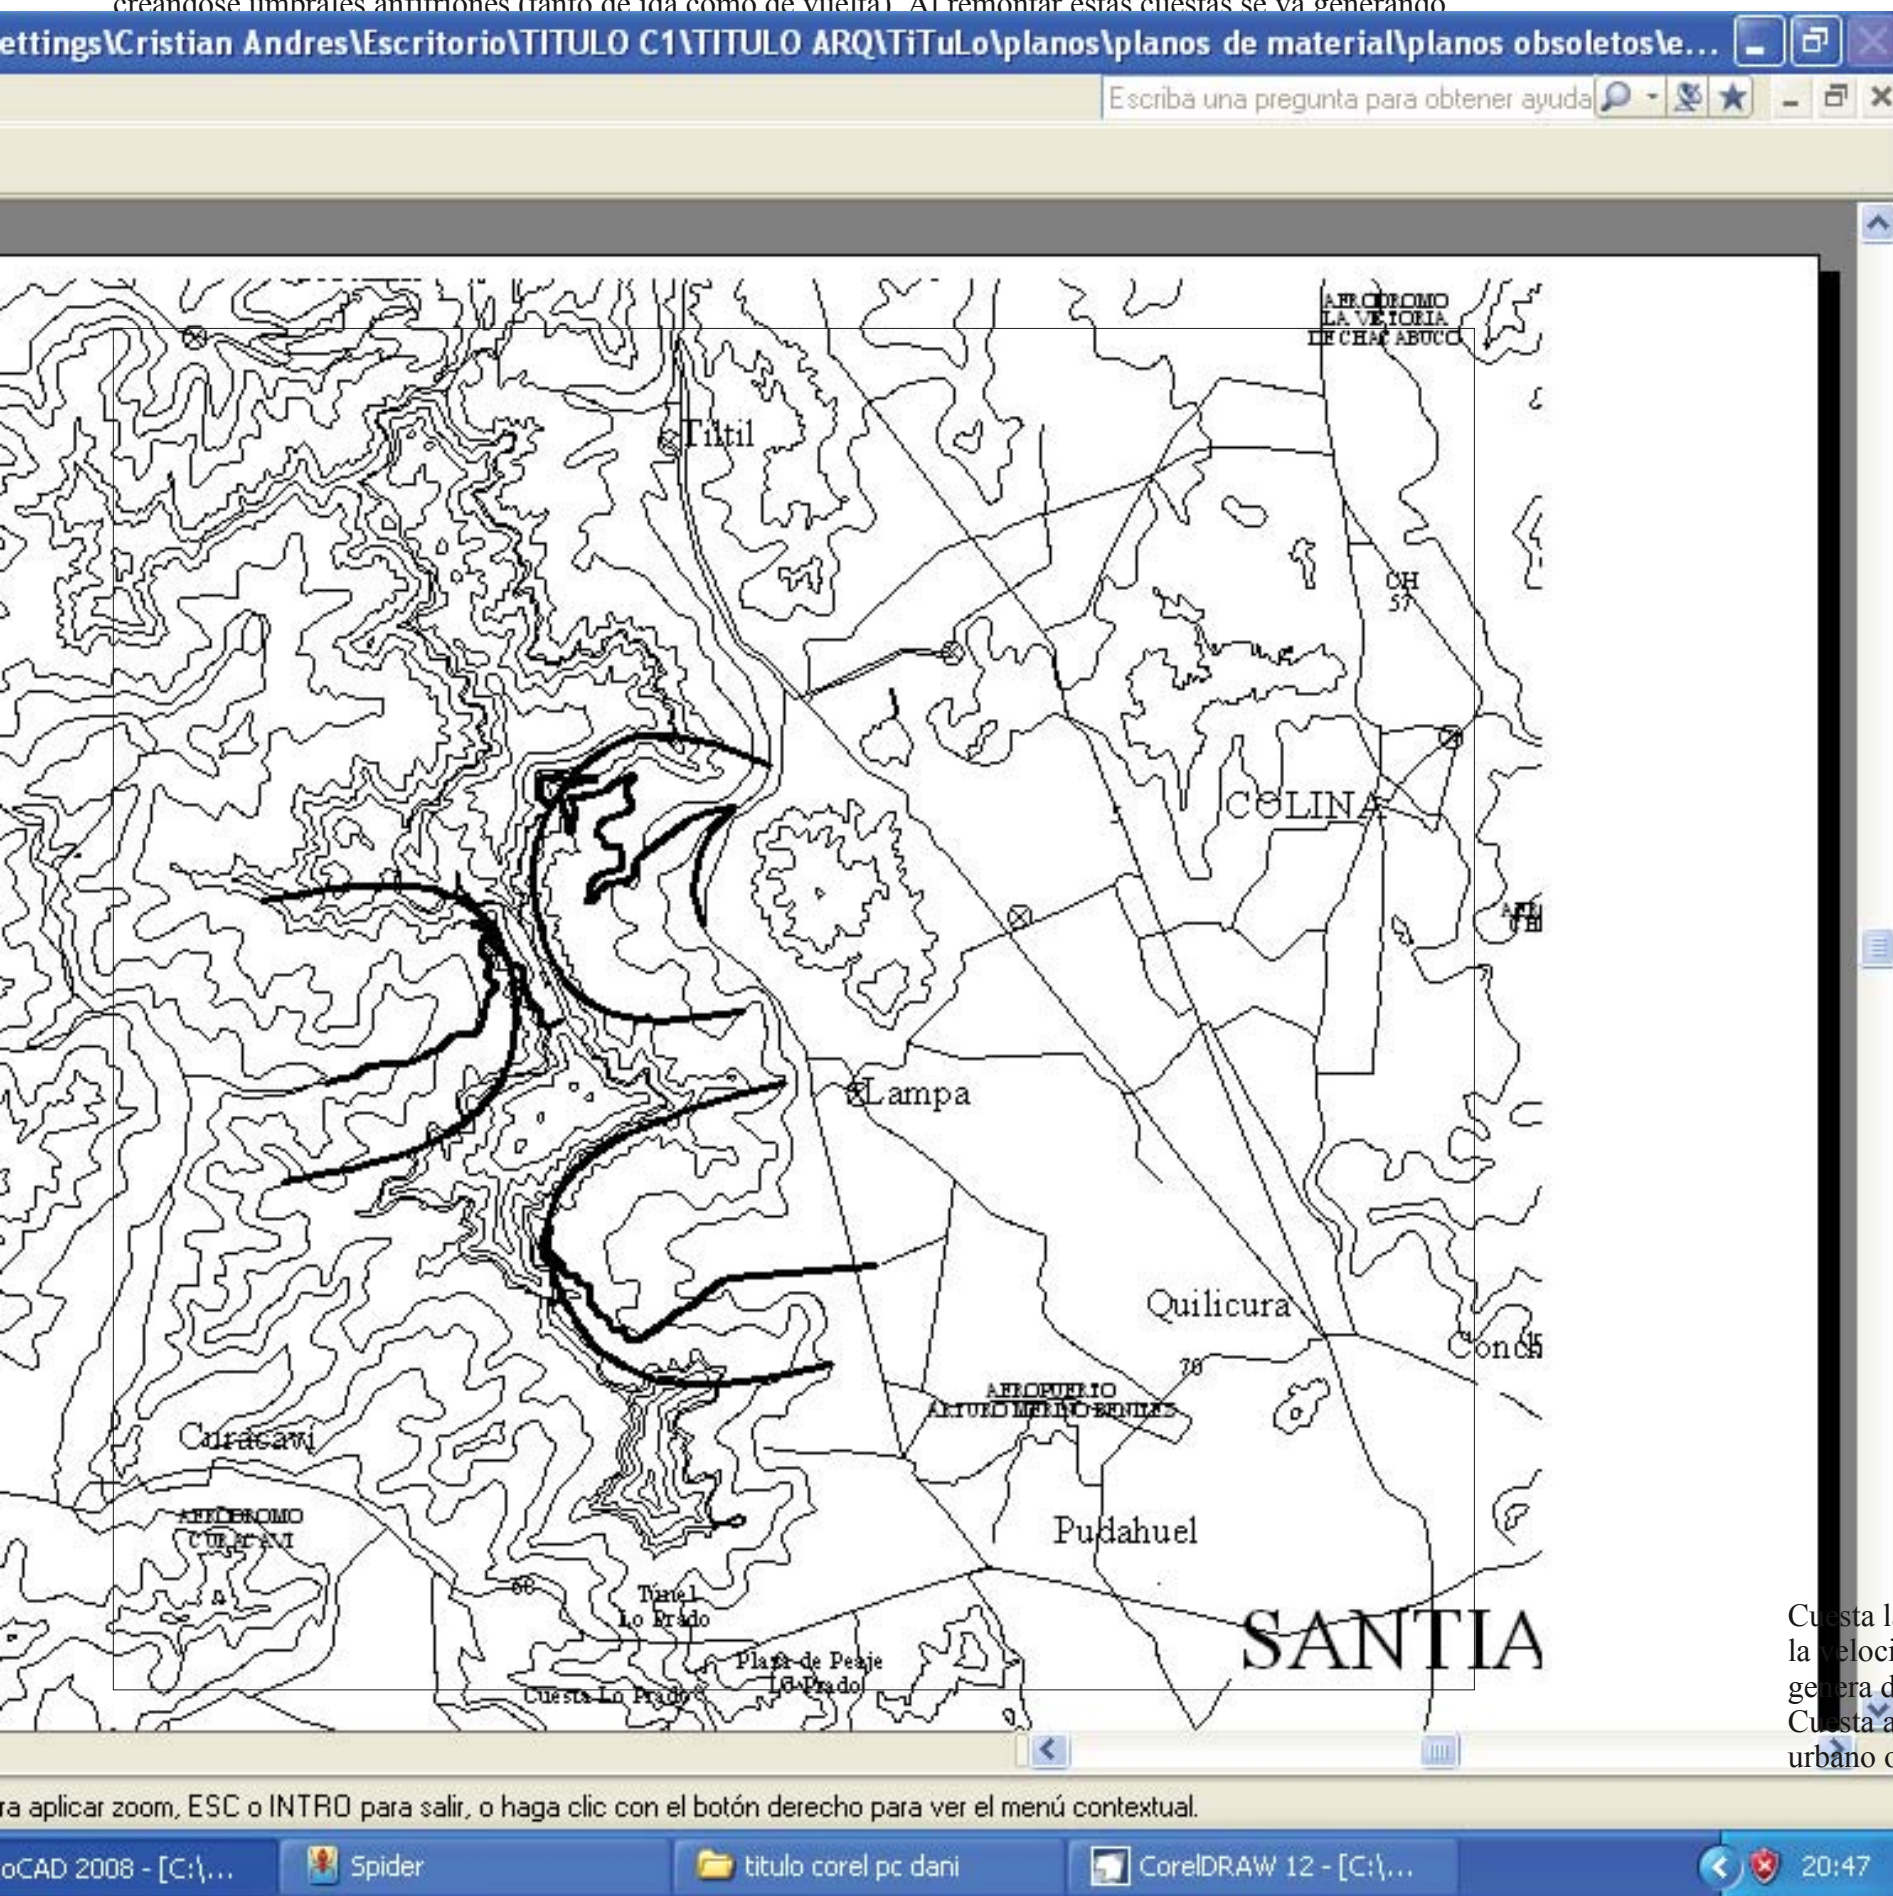 creándose umbrales anfitriones (tanto de ida como de vuelta). Al remontar estas cuestas se va generando
ettings\Cristian Andres\Escritorio\TITULO C1\TITULO ARQ\TiTuLo\planos\planos de material\planos obsoletos\e...
Escriba una pregunta para obtener ayuda
AERODROMO
LA VICTORIA
DE CHACABUCO
Tiltil
CH
57
COLINA
Lampa
Quilicura
Conch
70
AEROPUERTO
ARTURO MERINO BENITEZ
Curacavi
AERODROMO
CURACAVI
Pudahuel
68
Túnel
Lo Prado
SANTIA
Plaza de Peaje
Lo Prado
Cuesta Lo Prado
Cuesta l
la veloci
genera d
Cuesta a
urbano
ra aplicar zoom, ESC o INTRO para salir, o haga clic con el botón derecho para ver el menú contextual.
oCAD 2008 - [C:\...
Spider
titulo corel pc dani
CorelDRAW 12 - [C:\...
20:47